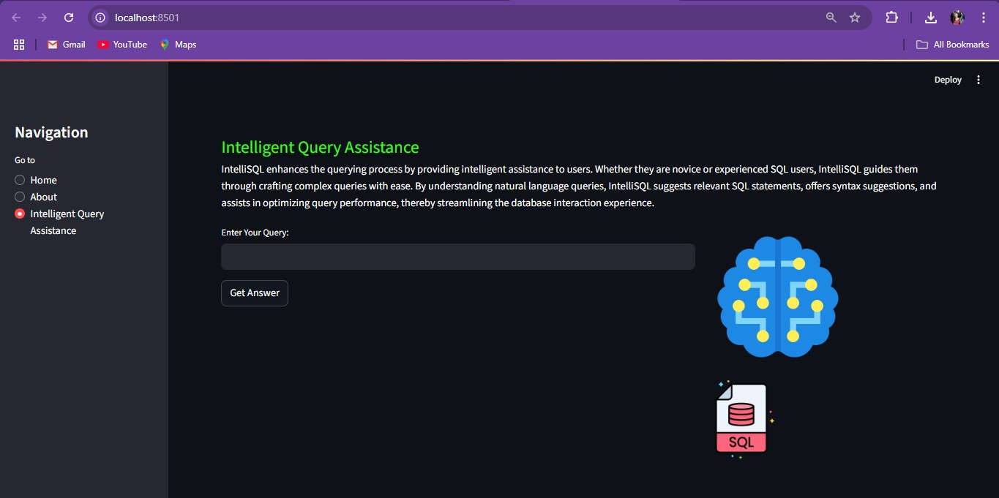 localhost:8501
Gmail YouTube Maps All Bookmarks
Deploy
Navigation
Go to
Home
About
Intelligent Query
Assistance
Intelligent Query Assistance
IntelliSQL enhances the querying process by providing intelligent assistance to users. Whether they are novice or experienced SQL users, IntelliSQL guides them
through crafting complex queries with ease. By understanding natural language queries, IntelliSQL suggests relevant SQL statements, offers syntax suggestions, and
assists in optimizing query performance, thereby streamlining the database interaction experience.
Enter Your Query:
Get Answer
SQL